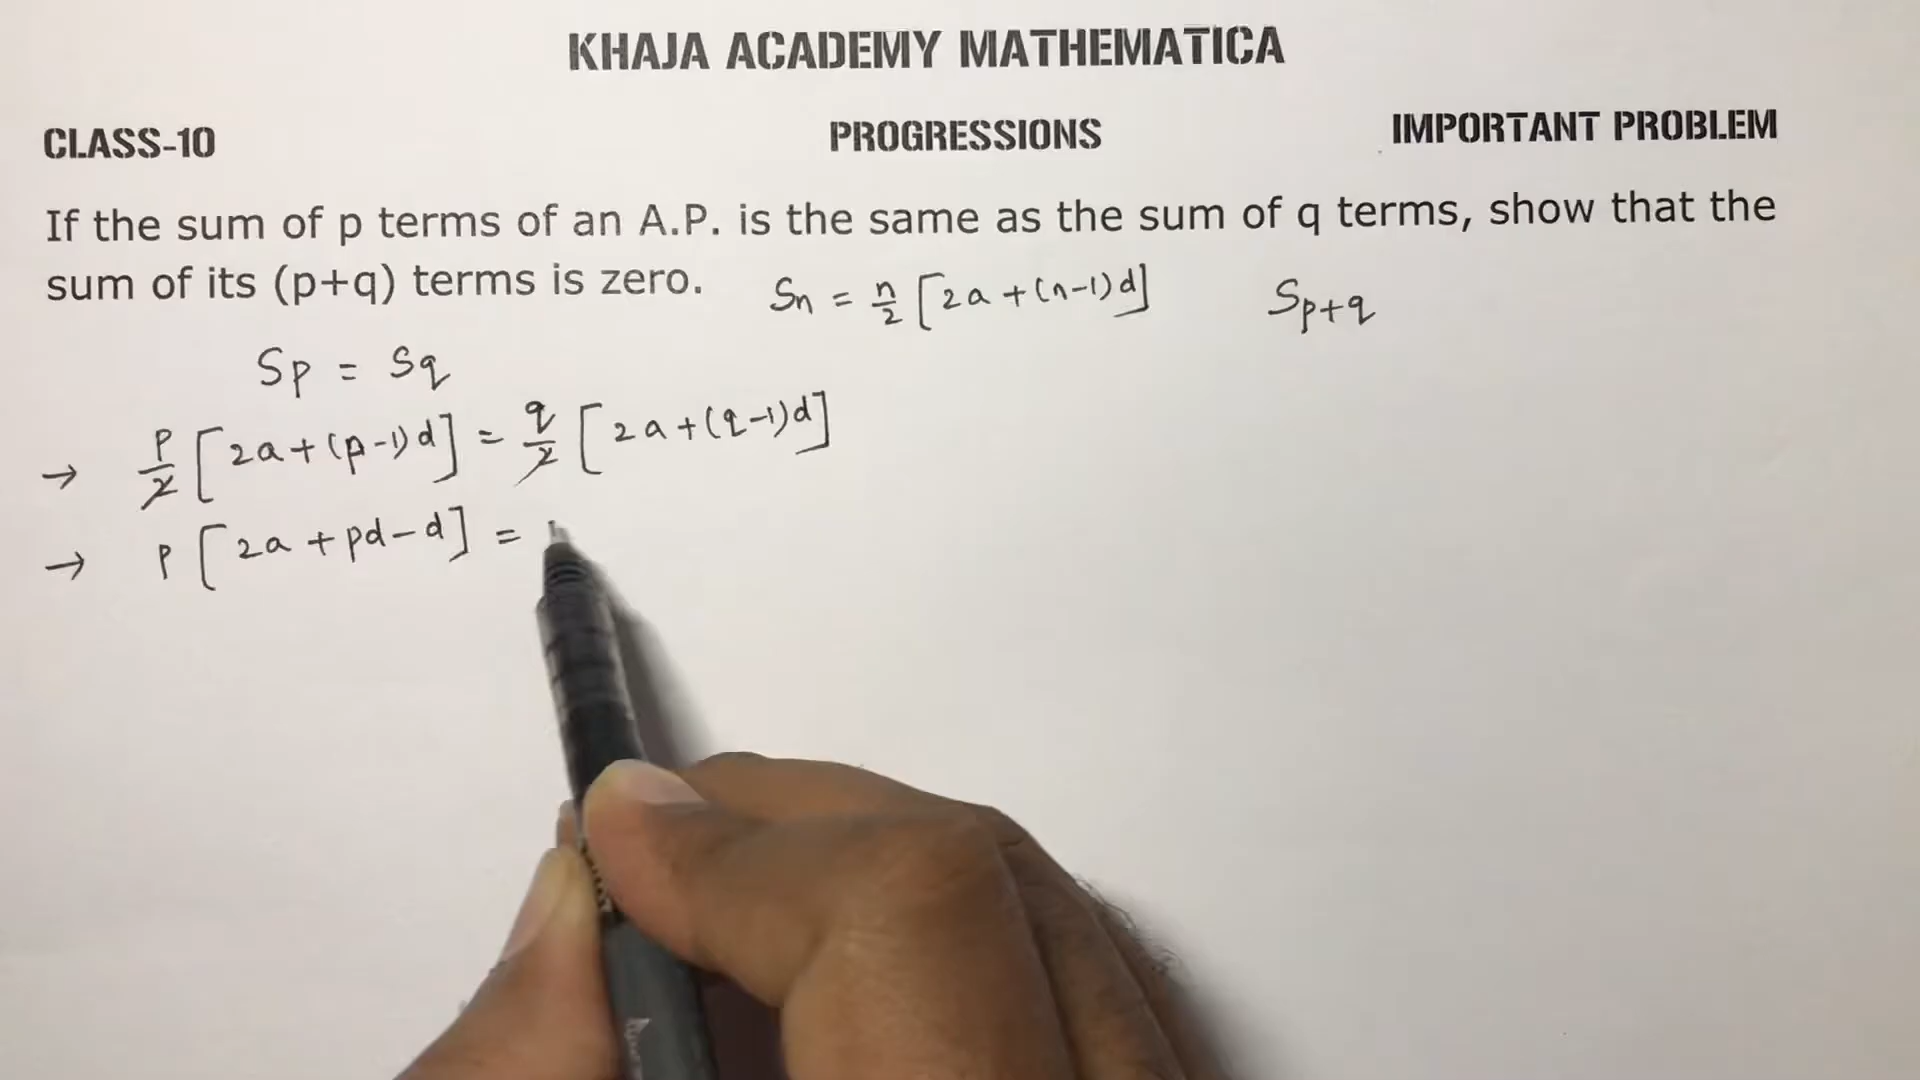 KHAJA ACADEMY MATHEMATICA
CLASS-10 PROGRESSIONS IMPORTANT PROBLEM
If the sum of p terms of an A.P. is the same as the sum of q terms, show that the
sum of its (p+q) terms is zero. Sn = n/2 [2a + (n-1)d] Sp+q
Sp = Sq
→ p/2 [2a + (p-1)d] = q/2 [2a + (q-1)d]
→ p [2a + pd - d] =